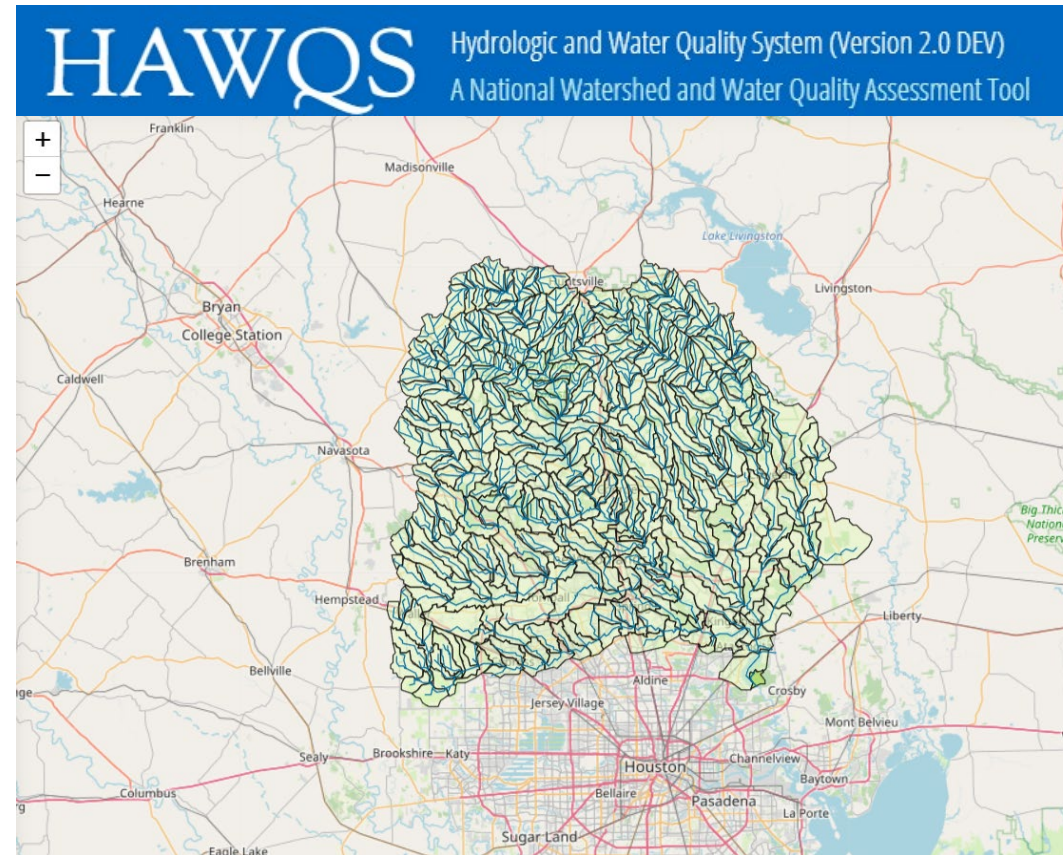 HAWQS
Hydrologic and Water Quality System (Version 2.0 DEV)
A National Watershed and Water Quality Assessment Tool
+
−
Franklin
Madisonville
Hearne
Lake Livingston
Livingston
Bryan
College Station
Caldwell
Navasota
Big Thic
Nation
Preserv
Brenham
Hempstead
Liberty
Bellville
Aldine
Crosby
Jersey Village
Mont Belvieu
Sealy
Brookshire
Katy
Houston
Channelview
Baytown
Columbus
Bellaire
Pasadena
La Porte
Sugar Land
Eagle Lake